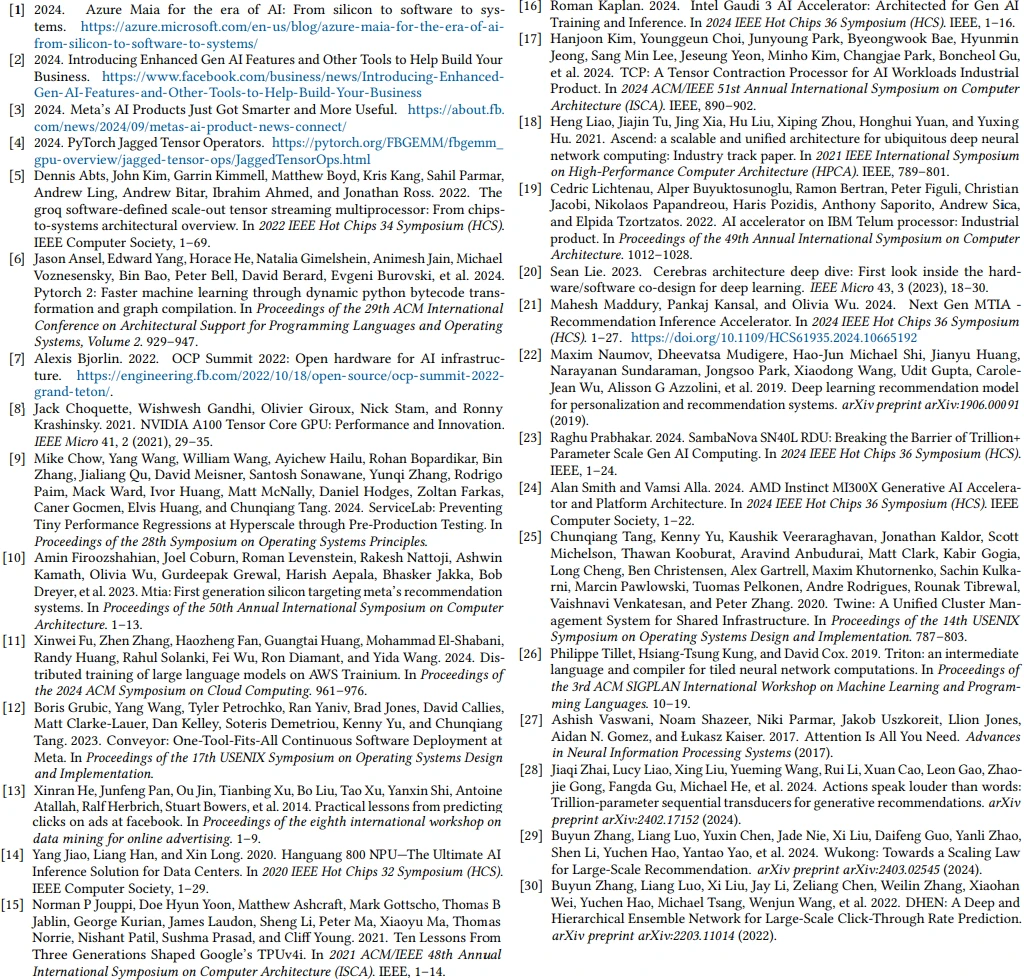 [1] 2024. Azure Maia for the era of AI: From silicon to software to sys-
tems. https://azure.microsoft.com/en-us/blog/azure-maia-for-the-era-of-ai-
from-silicon-to-software-to-systems/
[2] 2024. Introducing Enhanced Gen AI Features and Other Tools to Help Build Your
Business. https://www.facebook.com/business/news/Introducing-Enhanced-
Gen-AI-Features-and-Other-Tools-to-Help-Build-Your-Business
[3] 2024. Meta's AI Products Just Got Smarter and More Useful. https://about.fb.
com/news/2024/09/metas-ai-product-news-connect/
[4] 2024. PyTorch Jagged Tensor Operators. https://pytorch.org/FBGEMM/fbgemm_
gpu-overview/jagged-tensor-ops/JaggedTensorOps.html
[5] Dennis Abts, John Kim, Garrin Kimmell, Matthew Boyd, Kris Kang, Sahil Parmar,
Andrew Ling, Andrew Bitar, Ibrahim Ahmed, and Jonathan Ross. 2022. The
groq software-defined scale-out tensor streaming multiprocessor: From chips-
to-systems architectural overview. In 2022 IEEE Hot Chips 34 Symposium (HCS).
IEEE Computer Society, 1–69.
[6] Jason Ansel, Edward Yang, Horace He, Natalia Gimelshein, Animesh Jain, Michael
Voznesensky, Bin Bao, Peter Bell, David Berard, Evgeni Burovski, et al. 2024.
Pytorch 2: Faster machine learning through dynamic python bytecode trans-
formation and graph compilation. In Proceedings of the 29th ACM International
Conference on Architectural Support for Programming Languages and Operating
Systems, Volume 2. 929–947.
[7] Alexis Bjorlin. 2022. OCP Summit 2022: Open hardware for AI infrastruc-
ture. https://engineering.fb.com/2022/10/18/open-source/ocp-summit-2022-
grand-teton/.
[8] Jack Choquette, Wishwesh Gandhi, Olivier Giroux, Nick Stam, and Ronny
Krashinsky. 2021. NVIDIA A100 Tensor Core GPU: Performance and Innovation.
IEEE Micro 41, 2 (2021), 29–35.
[9] Mike Chow, Yang Wang, William Wang, Ayichew Hailu, Rohan Bopardikar, Bin
Zhang, Jialiang Qu, David Meisner, Santosh Sonawane, Yunqi Zhang, Rodrigo
Paim, Mack Ward, Ivor Huang, Matt McNally, Daniel Hodges, Zoltan Farkas,
Caner Gocmen, Elvis Huang, and Chunqiang Tang. 2024. ServiceLab: Preventing
Tiny Performance Regressions at Hyperscale through Pre-Production Testing. In
Proceedings of the 28th Symposium on Operating Systems Principles.
[10] Amin Firoozshahian, Joel Coburn, Roman Levenstein, Rakesh Nattoji, Ashwin
Kamath, Olivia Wu, Gurdeepak Grewal, Harish Aepala, Bhasker Jakka, Bob
Dreyer, et al. 2023. Mtia: First generation silicon targeting meta's recommendation
systems. In Proceedings of the 50th Annual International Symposium on Computer
Architecture. 1–13.
[11] Xinwei Fu, Zhen Zhang, Haozheng Fan, Guangtai Huang, Mohammad El-Shabani,
Randy Huang, Rahul Solanki, Fei Wu, Ron Diamant, and Yida Wang. 2024. Dis-
tributed training of large language models on AWS Trainium. In Proceedings of
the 2024 ACM Symposium on Cloud Computing. 961–976.
[12] Boris Grubic, Yang Wang, Tyler Petrochko, Ran Yaniv, Brad Jones, David Callies,
Matt Clarke-Lauer, Dan Kelley, Soteris Demetriou, Kenny Yu, and Chunqiang
Tang. 2023. Conveyor: One-Tool-Fits-All Continuous Software Deployment at
Meta. In Proceedings of the 17th USENIX Symposium on Operating Systems Design
and Implementation.
[13] Xinran He, Junfeng Pan, Ou Jin, Tianbing Xu, Bo Liu, Tao Xu, Yanxin Shi, Antoine
Atallah, Ralf Herbrich, Stuart Bowers, et al. 2014. Practical lessons from predicting
clicks on ads at facebook. In Proceedings of the eighth international workshop on
data mining for online advertising. 1–9.
[14] Yang Jiao, Liang Han, and Xin Long. 2020. Hanguang 800 NPU—The Ultimate AI
Inference Solution for Data Centers. In 2020 IEEE Hot Chips 32 Symposium (HCS).
IEEE Computer Society, 1–29.
[15] Norman P Jouppi, Doe Hyun Yoon, Matthew Ashcraft, Mark Gottscho, Thomas B
Jablin, George Kurian, James Laudon, Sheng Li, Peter Ma, Xiaoyu Ma, Thomas
Norrie, Nishant Patil, Sushma Prasad, and Cliff Young. 2021. Ten Lessons From
Three Generations Shaped Google's TPUv4i. In 2021 ACM/IEEE 48th Annual
International Symposium on Computer Architecture (ISCA). IEEE, 1–14.
[16] Roman Kaplan. 2024. Intel Gaudi 3 AI Accelerator: Architected for Gen AI
Training and Inference. In 2024 IEEE Hot Chips 36 Symposium (HCS). IEEE, 1–16.
[17] Hanjoon Kim, Younggeun Choi, Junyoung Park, Byeongwook Bae, Hyunmin
Jeong, Sang Min Lee, Jeseung Yeon, Minho Kim, Changjae Park, Boncheol Gu,
et al. 2024. TCP: A Tensor Contraction Processor for AI Workloads Industrial
Product. In 2024 ACM/IEEE 51st Annual International Symposium on Computer
Architecture (ISCA). IEEE, 890–902.
[18] Heng Liao, Jiajin Tu, Jing Xia, Hu Liu, Xiping Zhou, Honghui Yuan, and Yuxing
Hu. 2021. Ascend: a scalable and unified architecture for ubiquitous deep neural
network computing: Industry track paper. In 2021 IEEE International Symposium
on High-Performance Computer Architecture (HPCA). IEEE, 789–801.
[19] Cedric Lichtenau, Alper Buyuktosunoglu, Ramon Bertran, Peter Figuli, Christian
Jacobi, Nikolaos Papandreou, Haris Pozidis, Anthony Saporito, Andrew Sica,
and Elpida Tzortzatos. 2022. AI accelerator on IBM Telum processor: Industrial
product. In Proceedings of the 49th Annual International Symposium on Computer
Architecture. 1012–1028.
[20] Sean Lie. 2023. Cerebras architecture deep dive: First look inside the hard-
ware/software co-design for deep learning. IEEE Micro 43, 3 (2023), 18–30.
[21] Mahesh Maddury, Pankaj Kansal, and Olivia Wu. 2024. Next Gen MTIA -
Recommendation Inference Accelerator. In 2024 IEEE Hot Chips 36 Symposium
(HCS). 1–27. https://doi.org/10.1109/HCS61935.2024.10665192
[22] Maxim Naumov, Dheevatsa Mudigere, Hao-Jun Michael Shi, Jianyu Huang,
Narayanan Sundaraman, Jongsoo Park, Xiaodong Wang, Udit Gupta, Carole-
Jean Wu, Alisson G Azzolini, et al. 2019. Deep learning recommendation model
for personalization and recommendation systems. arXiv preprint arXiv:1906.00091
(2019).
[23] Raghu Prabhakar. 2024. SambaNova SN40L RDU: Breaking the Barrier of Trillion+
Parameter Scale Gen AI Computing. In 2024 IEEE Hot Chips 36 Symposium (HCS).
IEEE, 1–24.
[24] Alan Smith and Vamsi Alla. 2024. AMD Instinct MI300X Generative AI Accelera-
tor and Platform Architecture. In 2024 IEEE Hot Chips 36 Symposium (HCS). IEEE
Computer Society, 1–22.
[25] Chunqiang Tang, Kenny Yu, Kaushik Veeraraghavan, Jonathan Kaldor, Scott
Michelson, Thawan Kooburat, Aravind Anbudurai, Matt Clark, Kabir Gogia,
Long Cheng, Ben Christensen, Alex Gartrell, Maxim Khutornenko, Sachin Kulka-
rni, Marcin Pawlowski, Tuomas Pelkonen, Andre Rodrigues, Rounak Tibrewal,
Vaishnavi Venkatesan, and Peter Zhang. 2020. Twine: A Unified Cluster Man-
agement System for Shared Infrastructure. In Proceedings of the 14th USENIX
Symposium on Operating Systems Design and Implementation. 787–803.
[26] Philippe Tillet, Hsiang-Tsung Kung, and David Cox. 2019. Triton: an intermediate
language and compiler for tiled neural network computations. In Proceedings of
the 3rd ACM SIGPLAN International Workshop on Machine Learning and Program-
ming Languages. 10–19.
[27] Ashish Vaswani, Noam Shazeer, Niki Parmar, Jakob Uszkoreit, Llion Jones,
Aidan N. Gomez, and Łukasz Kaiser. 2017. Attention Is All You Need. Advances
in Neural Information Processing Systems (2017).
[28] Jiaqi Zhai, Lucy Liao, Xing Liu, Yueming Wang, Rui Li, Xuan Cao, Leon Gao, Zhao-
jie Gong, Fangda Gu, Michael He, et al. 2024. Actions speak louder than words:
Trillion-parameter sequential transducers for generative recommendations. arXiv
preprint arXiv:2402.17152 (2024).
[29] Buyun Zhang, Liang Luo, Yuxin Chen, Jade Nie, Xi Liu, Daifeng Guo, Yanli Zhao,
Shen Li, Yuchen Hao, Yantao Yao, et al. 2024. Wukong: Towards a Scaling Law
for Large-Scale Recommendation. arXiv preprint arXiv:2403.02545 (2024).
[30] Buyun Zhang, Liang Luo, Xi Liu, Jay Li, Zeliang Chen, Weilin Zhang, Xiaohan
Wei, Yuchen Hao, Michael Tsang, Wenjun Wang, et al. 2022. DHEN: A Deep and
Hierarchical Ensemble Network for Large-Scale Click-Through Rate Prediction.
arXiv preprint arXiv:2203.11014 (2022).